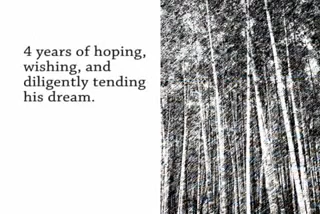 4 years of hoping,
wishing, and
diligently tending
his dream.